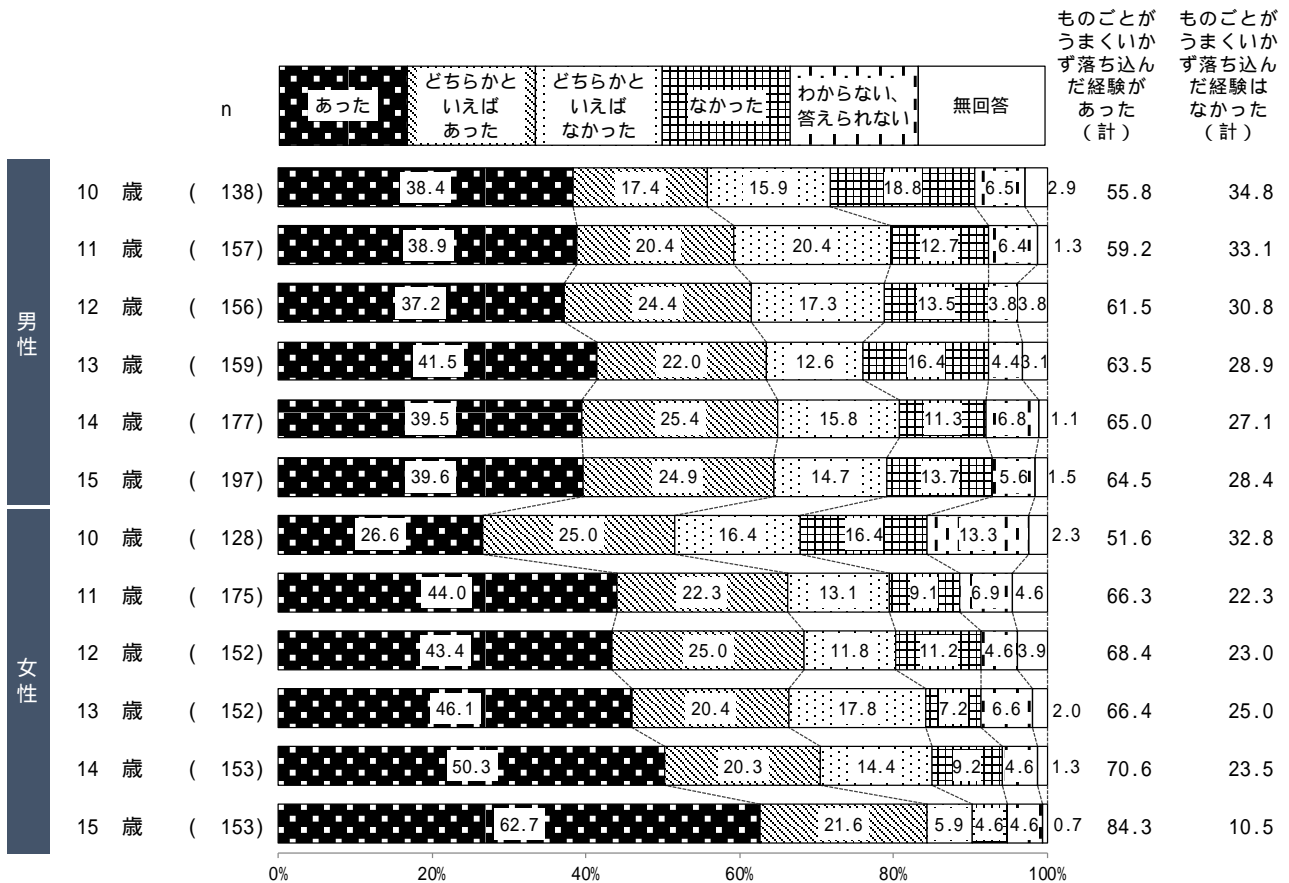 ものごとが
うまくいか
ず落ち込ん
だ経験が
あった
(計)
ものごとが
うまくいか
ず落ち込ん
だ経験は
なかった
(計)
n
あった
どちらかと
いえば
あった
どちらかと
いえば
なかった
なかった
わからない、
答えられない
無回答
男性
10 歳 ( 138) 38.4 17.4 15.9 18.8 6.5 2.9 55.8 34.8
11 歳 ( 157) 38.9 20.4 20.4 12.7 6.4 1.3 59.2 33.1
12 歳 ( 156) 37.2 24.4 17.3 13.5 3.8 3.8 61.5 30.8
13 歳 ( 159) 41.5 22.0 12.6 16.4 4.4 3.1 63.5 28.9
14 歳 ( 177) 39.5 25.4 15.8 11.3 6.8 1.1 65.0 27.1
15 歳 ( 197) 39.6 24.9 14.7 13.7 5.6 1.5 64.5 28.4
女性
10 歳 ( 128) 26.6 25.0 16.4 16.4 13.3 2.3 51.6 32.8
11 歳 ( 175) 44.0 22.3 13.1 9.1 6.9 4.6 66.3 22.3
12 歳 ( 152) 43.4 25.0 11.8 11.2 4.6 3.9 68.4 23.0
13 歳 ( 152) 46.1 20.4 17.8 7.2 6.6 2.0 66.4 25.0
14 歳 ( 153) 50.3 20.3 14.4 9.2 4.6 1.3 70.6 23.5
15 歳 ( 153) 62.7 21.6 5.9 4.6 4.6 0.7 84.3 10.5
0% 20% 40% 60% 80% 100%